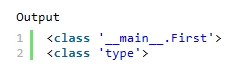 Output
1 <class '__main__.First'>
2 <class 'type'>